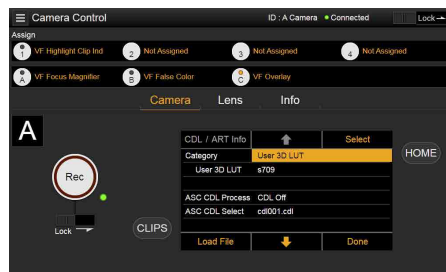 Camera Control
ID : A Camera
Connected
Lock
Assign
1 VF Highlight Clip Ind
2 Not Assigned
3 Not Assigned
4 Not Assigned
A VF Focus Magnifier
B VF False Color
C VF Overlay
Camera Lens Info
A
CDL / ART Info
Select
Category User 3D LUT
User 3D LUT s709
HOME
Rec
ASC CDL Process CDL Off
ASC CDL Select cdl001.cdl
Lock
CLIPS
Load File
Done